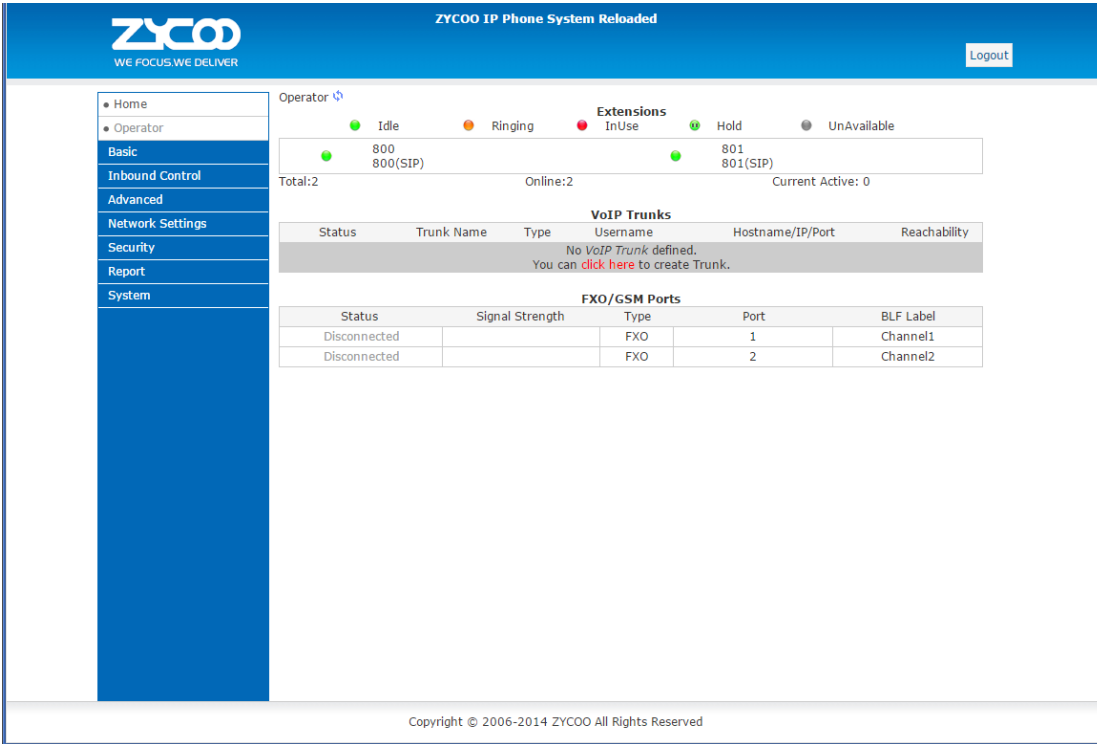 ZYCOO IP Phone System Reloaded
ZYCOO
WE FOCUS.WE DELIVER
Logout
Home
Operator
Basic
Inbound Control
Advanced
Network Settings
Security
Report
System
Operator
Extensions
Idle Ringing InUse Hold UnAvailable
800 801
800(SIP) 801(SIP)
Total:2 Online:2 Current Active: 0
VoIP Trunks
Status Trunk Name Type Username Hostname/IP/Port Reachability
No VoIP Trunk defined.
You can click here to create Trunk.
FXO/GSM Ports
Status Signal Strength Type Port BLF Label
Disconnected FXO 1 Channel1
Disconnected FXO 2 Channel2
Copyright © 2006-2014 ZYCOO All Rights Reserved